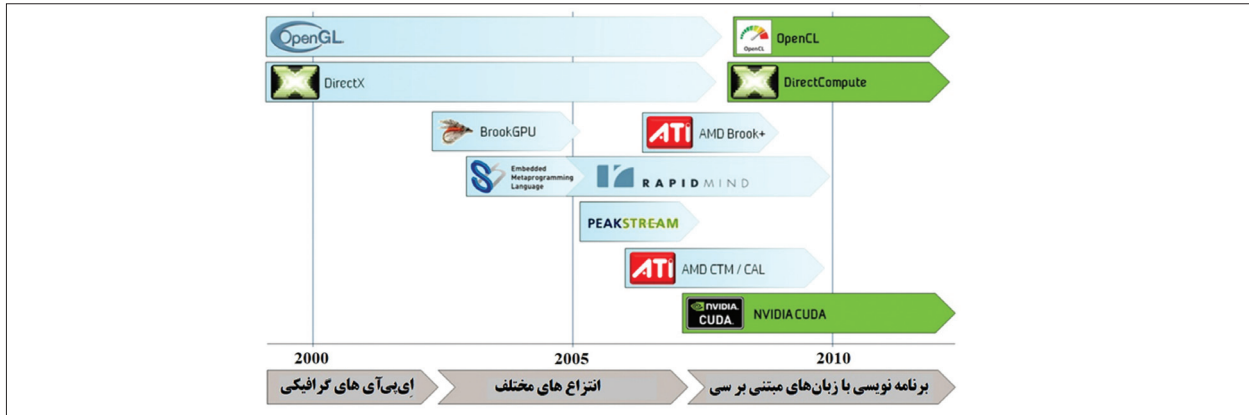 OpenGL
OpenCL
OpenCL
DirectX
DirectCompute
BrookGPU
ATI
AMD Brook+
Embedded
Metaprogramming
Language
RAPIDMIND
PEAKSTREAM
ATI
AMD CTM / CAL
NVIDIA
CUDA
NVIDIA CUDA
2000
2005
2010
اِی‌پی‌آی های گرافیکی
انتزاع های مختلف
برنامه نویسی با زبان‌های مبتنی بر سی